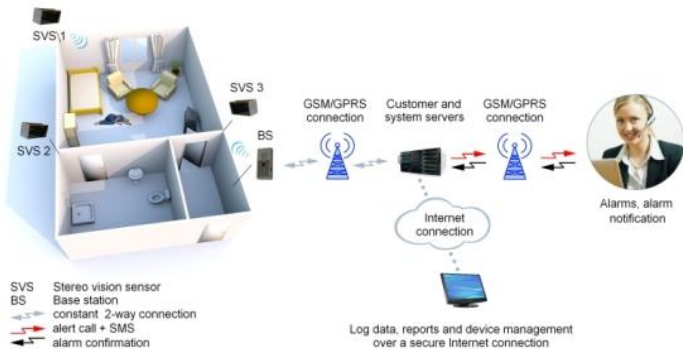 SVS 1
SVS 2
SVS 3
BS
GSM/GPRS
connection
Customer and
system servers
GSM/GPRS
connection
Alarms, alarm
notification
Internet
connection
Log data, reports and device management
over a secure Internet connection
SVS Stereo vision sensor
BS Base station
constant 2-way connection
alert call + SMS
alarm confirmation